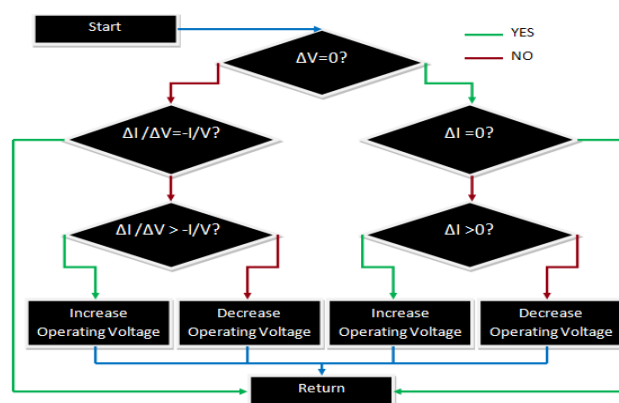 Start
YES
NO
ΔV=0?
ΔI /ΔV=-I/V?
ΔI =0?
ΔI /ΔV > -I/V?
ΔI >0?
Increase
Operating Voltage
Decrease
Operating Voltage
Increase
Operating Voltage
Decrease
Operating Voltage
Return